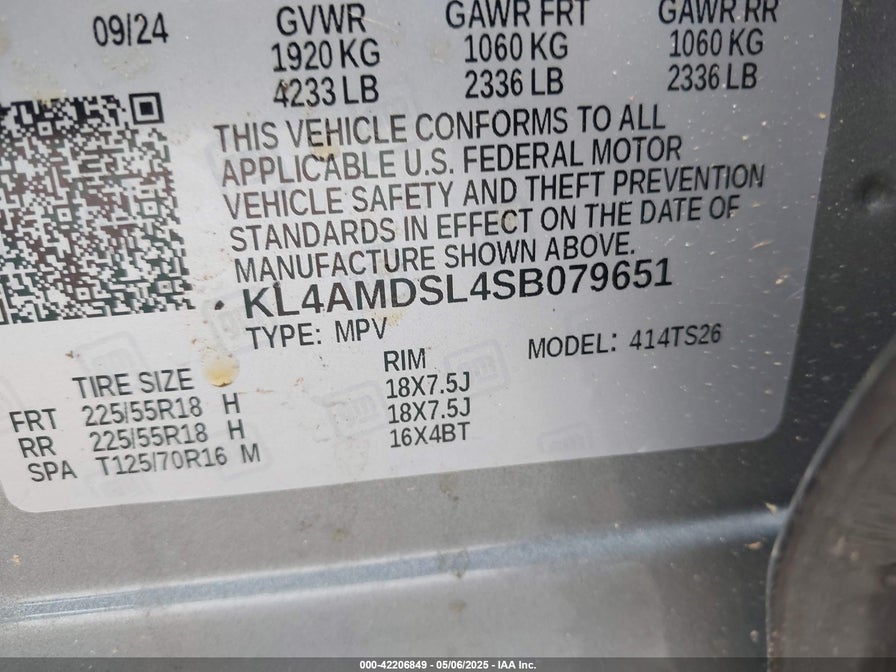 09/24 GVWR GAWR FRT GAWR RR
1920 KG 1060 KG 1060 KG
4233 LB 2336 LB 2336 LB
THIS VEHICLE CONFORMS TO ALL
APPLICABLE U.S. FEDERAL MOTOR
VEHICLE SAFETY AND THEFT PREVENTION
STANDARDS IN EFFECT ON THE DATE OF
MANUFACTURE SHOWN ABOVE.
KL4AMDSL4SB079651
TYPE: MPV MODEL: 414TS26
TIRE SIZE RIM
FRT 225/55R18 H 18X7.5J
RR 225/55R18 H 18X7.5J
SPA T125/70R16 M 16X4BT
000-42206849 - 05/06/2025 - IAA Inc.